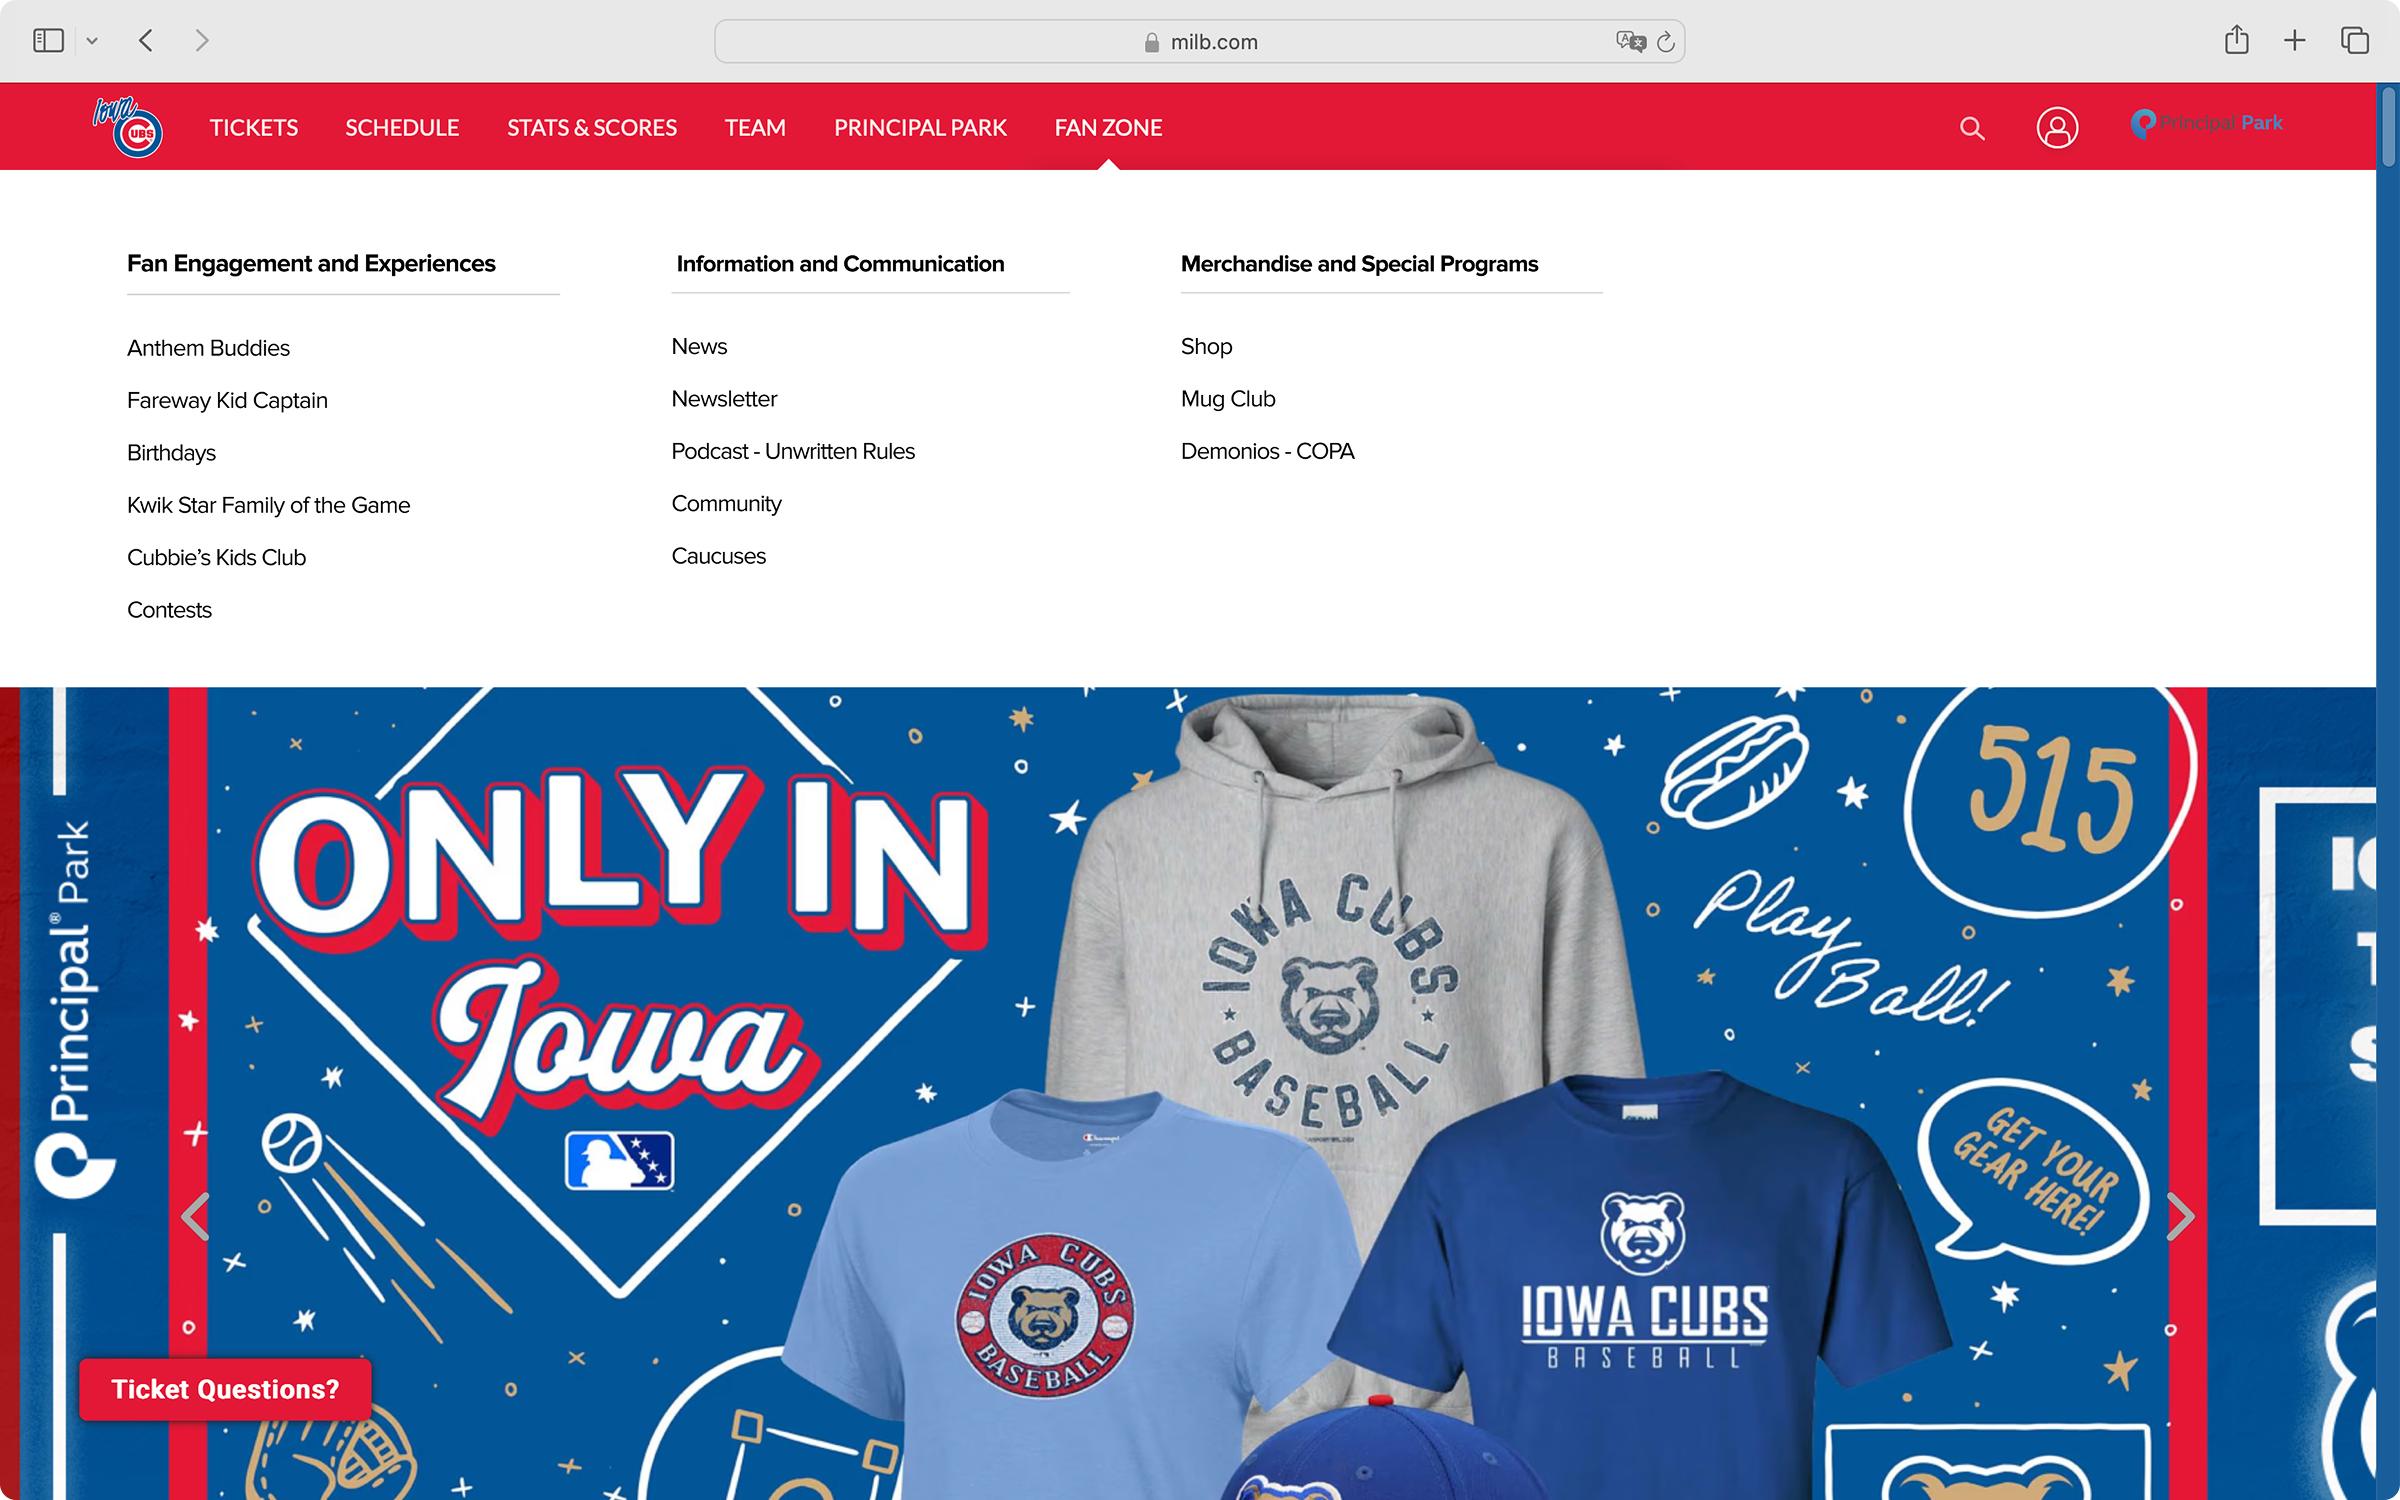 milb.com
Iowa
CUBS
TICKETS
SCHEDULE
STATS & SCORES
TEAM
PRINCIPAL PARK
FAN ZONE
Principal Park
Fan Engagement and Experiences
Anthem Buddies
Fareway Kid Captain
Birthdays
Kwik Star Family of the Game
Cubbie’s Kids Club
Contests
Information and Communication
News
Newsletter
Podcast - Unwritten Rules
Community
Caucuses
Merchandise and Special Programs
Shop
Mug Club
Demonios - COPA
Principal® Park
ONLY IN
Iowa
IOWA CUBS
BASEBALL
515
Play
Ball!
GET YOUR
GEAR HERE!
Champion
IOWA CUBS
BASEBALL
IOWA CUBS
BASEBALL
Ticket Questions?